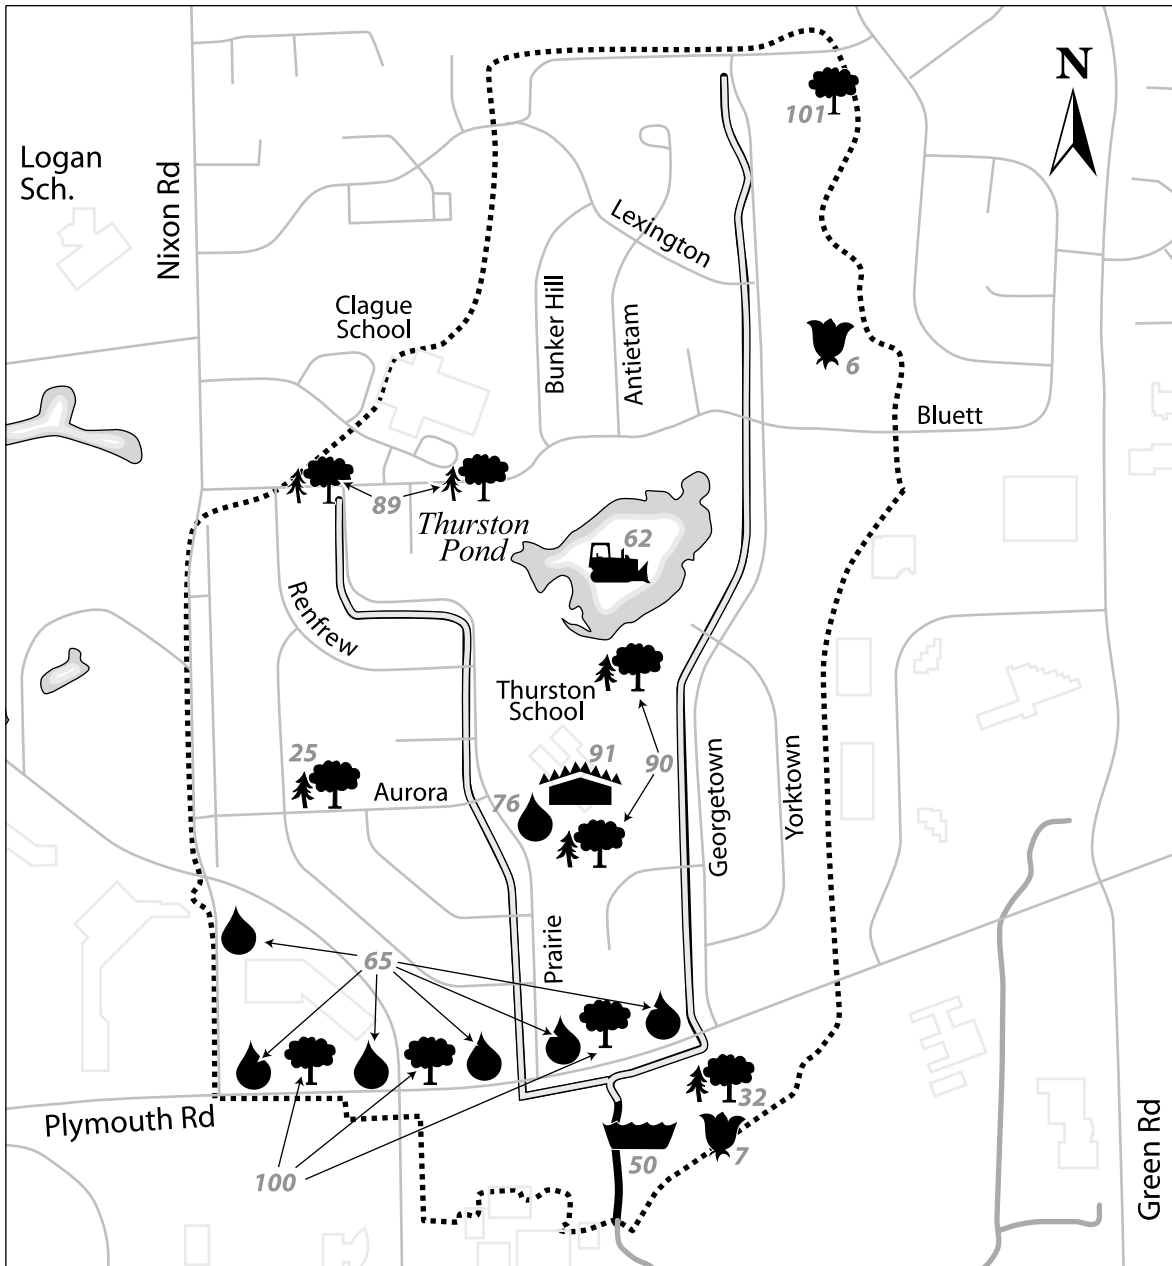 N
101
Logan
Sch.
Nixon Rd
Lexington
Clague
School
Bunker Hill
Antietam
6
Bluett
89
Thurston
Pond
62
Renfrew
Thurston
School
25
91
90
Aurora
76
Georgetown
Yorktown
Prairie
65
Plymouth Rd
32
100
50
7
Green Rd